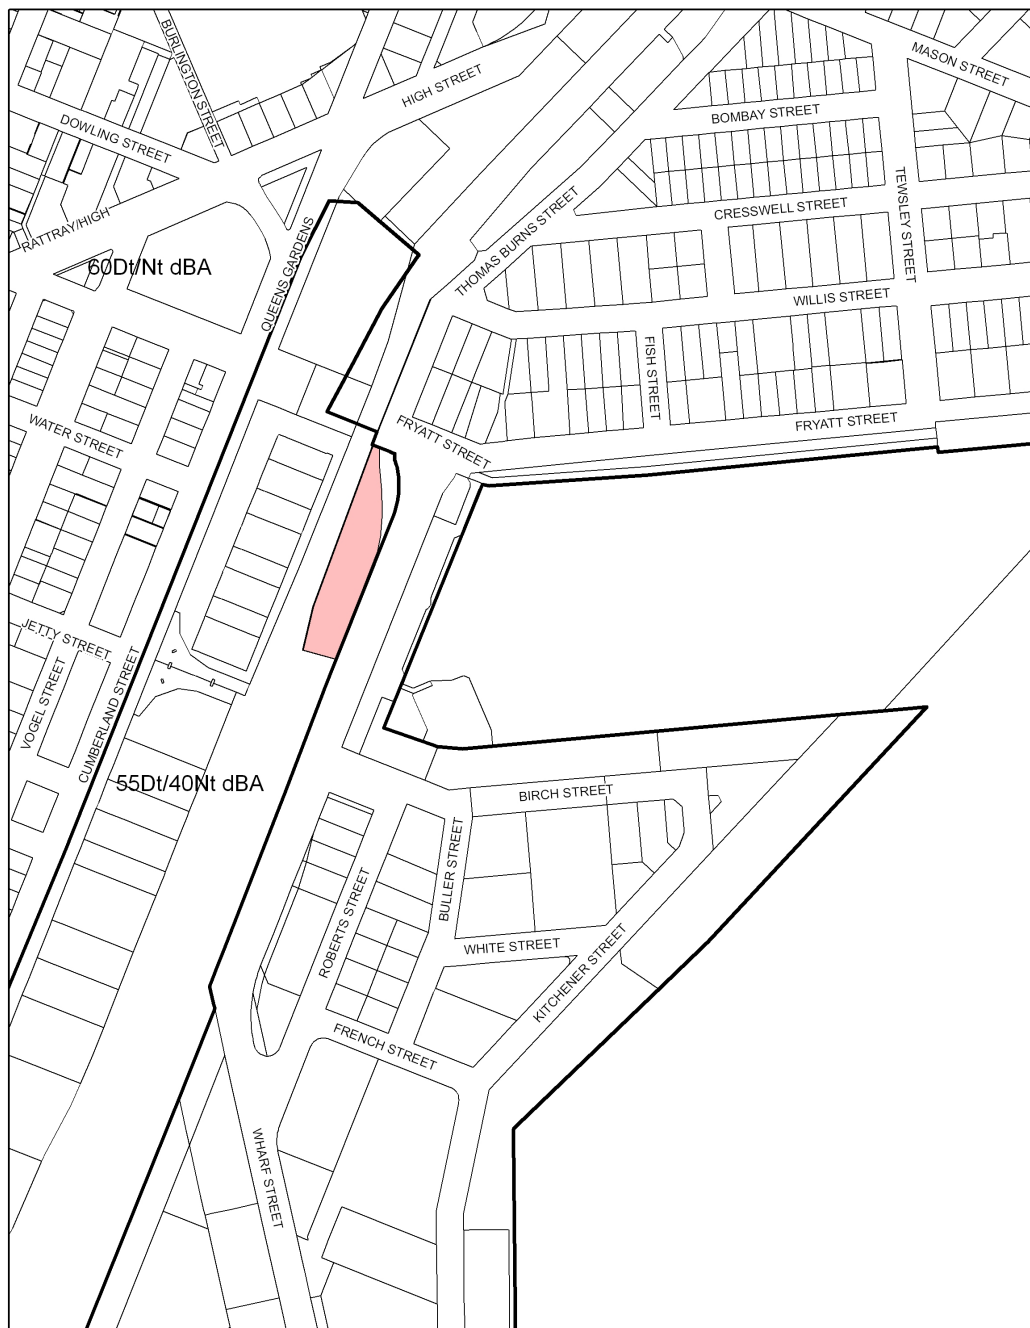 BURLINGTON STREET
HIGH STREET
MASON STREET
DOWLING STREET
BOMBAY STREET
TEWSLEY STREET
RATTRAY/HIGH
CRESSWELL STREET
THOMAS BURNS STREET
60Dt/Nt dBA
QUEENS GARDENS
WILLIS STREET
FISH STREET
WATER STREET
FRYATT STREET
FRYATT STREET
JETTY STREET
VOGEL STREET
CUMBERLAND STREET
55Dt/40Nt dBA
BIRCH STREET
BULLER STREET
ROBERTS STREET
WHITE STREET
KITCHENER STREET
FRENCH STREET
WHARF STREET